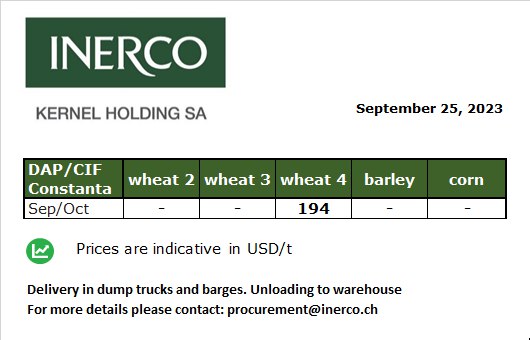 INERCO
KERNEL HOLDING SA
September 25, 2023
DAP/CIF Constanta wheat 2 wheat 3 wheat 4 barley corn
Sep/Oct - - 194 - -
Prices are indicative in USD/t
Delivery in dump trucks and barges. Unloading to warehouse
For more details please contact: procurement@inerco.ch